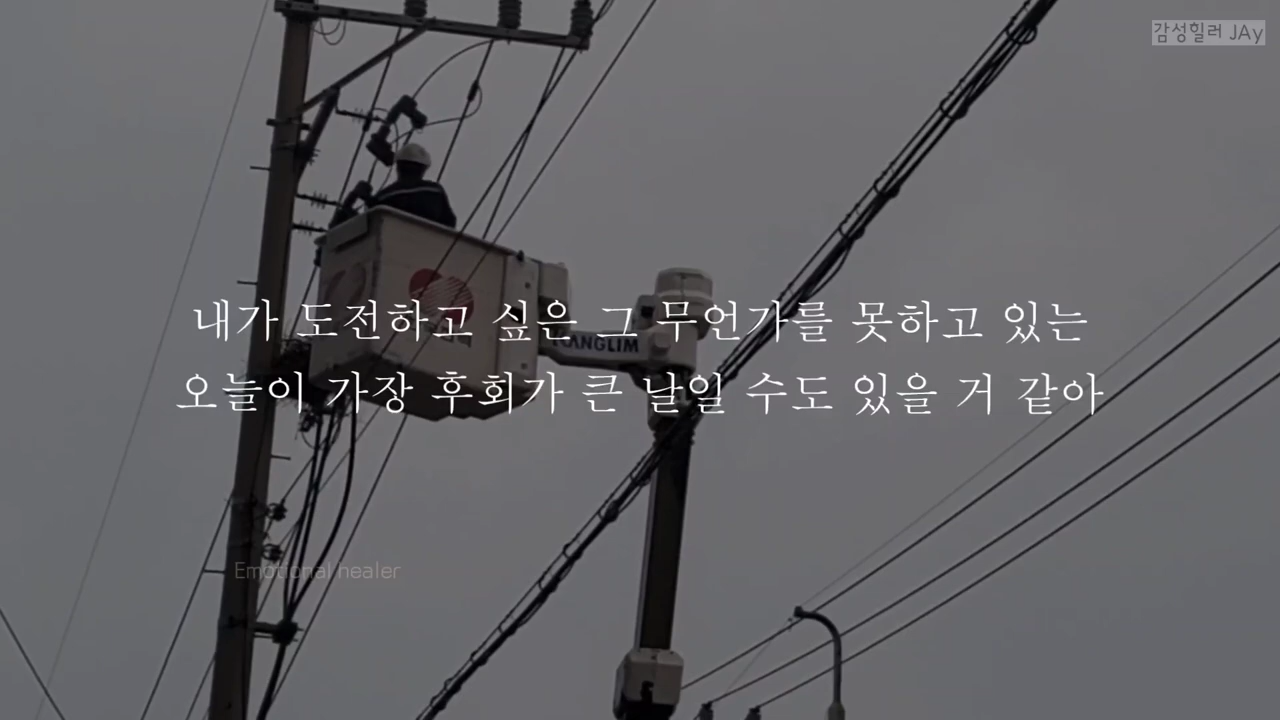 감성힐러 JAy
내가 도전하고 싶은 그 무언가를 못하고 있는
오늘이 가장 후회가 큰 날일 수도 있을 거 같아
Emotional healer